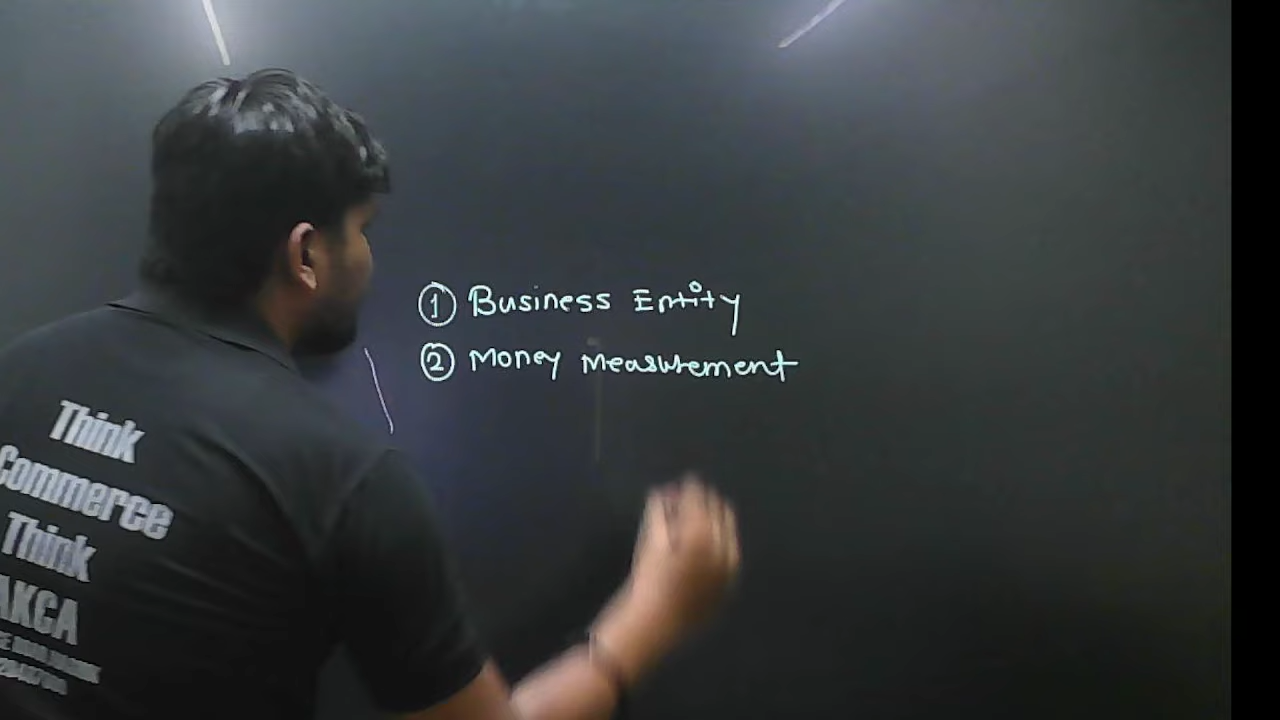 ① Business Entity
② Money Measurement
Think
Commerce
Think
AKCA